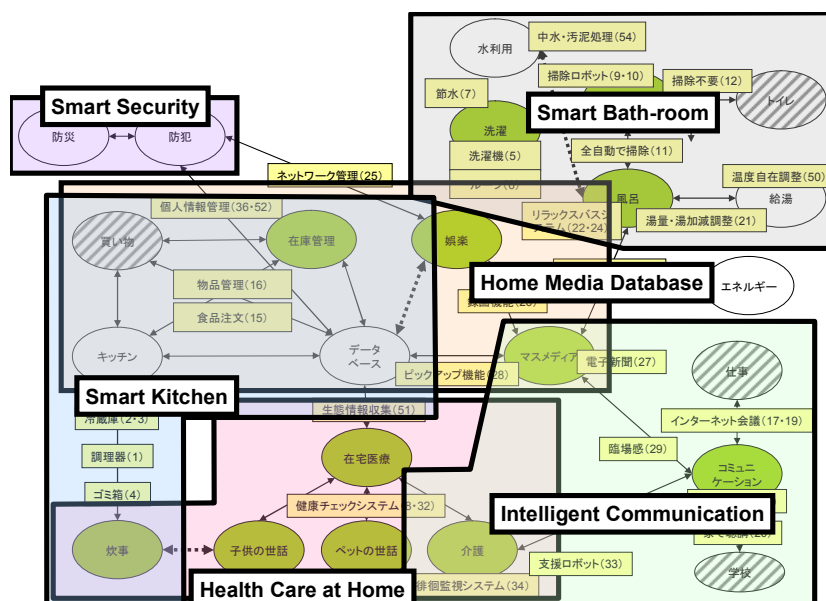 中水・汚泥処理(54)
水利用
掃除ロボット(9・10)
掃除不要(12)
トイレ
節水(7)
Smart Security
Smart Bath-room
防災
防犯
洗濯
洗濯機(5)
全自動で掃除(11)
ネットワーク管理(25)
温度自在調整(50)
風呂
給湯
個人情報管理(36・52)
リラックスバスシ
ステム(22・24)
湯量・湯加減調整(21)
買い物
在庫管理
娯楽
物品管理(16)
Home Media Database
エネルギー
食品注文(15)
キッチン
データ
ベース
マスメディア
電子新聞(27)
ピックアップ機能(28)
仕事
Smart Kitchen
冷蔵庫(2・3)
生態情報収集(51)
インターネット会議(17・19)
調理器(1)
在宅医療
臨場感(29)
コミュニ
ケーション
ゴミ箱(4)
健康チェックシステム
32)
Intelligent Communication
炊事
子供の世話
ペットの世話
介護
支援ロボット(33)
学校
Health Care at Home
徘徊監視システム(34)